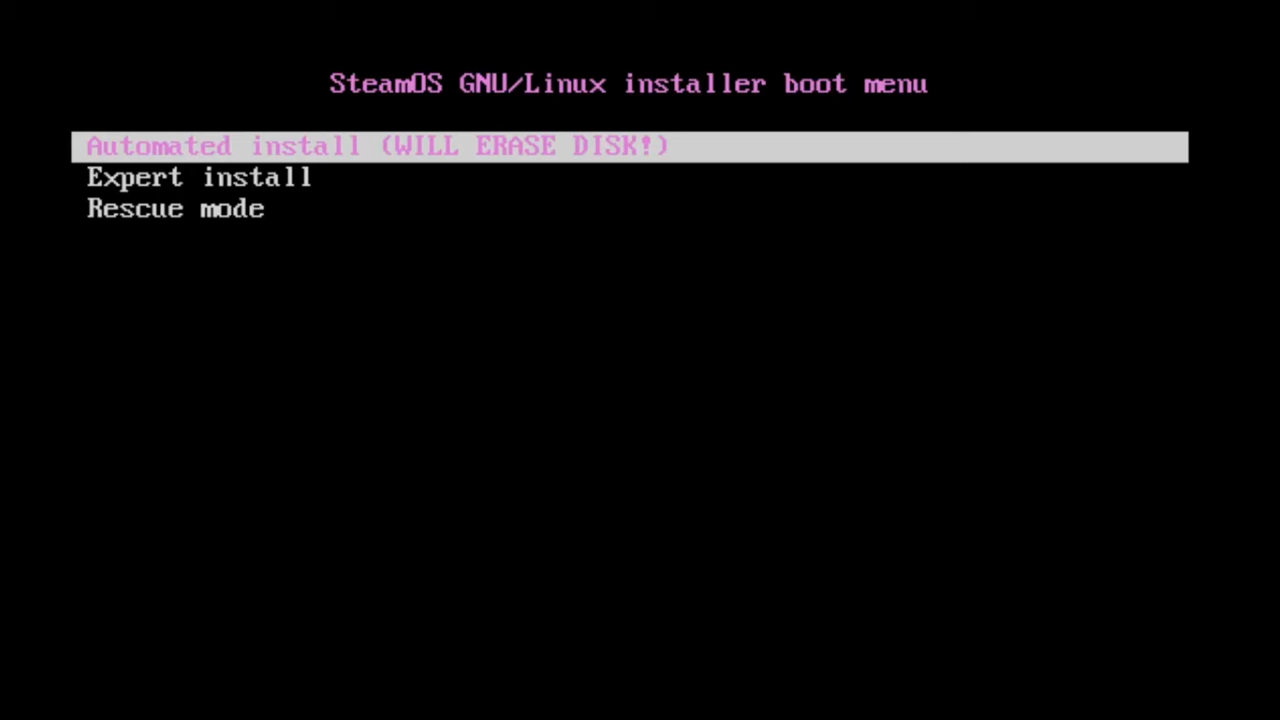 SteamOS GNU/Linux installer boot menu
Automated install (WILL ERASE DISK!)
Expert install
Rescue mode